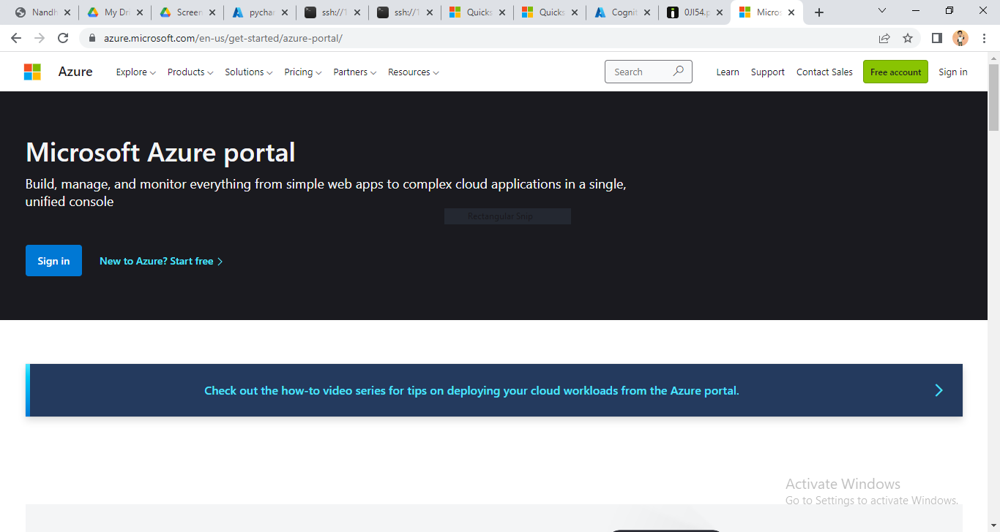 Nandh
My Dri
Screen
pychar
ssh://1
ssh://1
Quicks
Quicks
Cognit
0JI54.p
Micros
azure.microsoft.com/en-us/get-started/azure-portal/
Azure
Explore
Products
Solutions
Pricing
Partners
Resources
Search
Learn
Support
Contact Sales
Free account
Sign in
Microsoft Azure portal
Build, manage, and monitor everything from simple web apps to complex cloud applications in a single,
unified console
Rectangular Snip
Sign in
New to Azure? Start free
Check out the how-to video series for tips on deploying your cloud workloads from the Azure portal.
Activate Windows
Go to Settings to activate Windows.